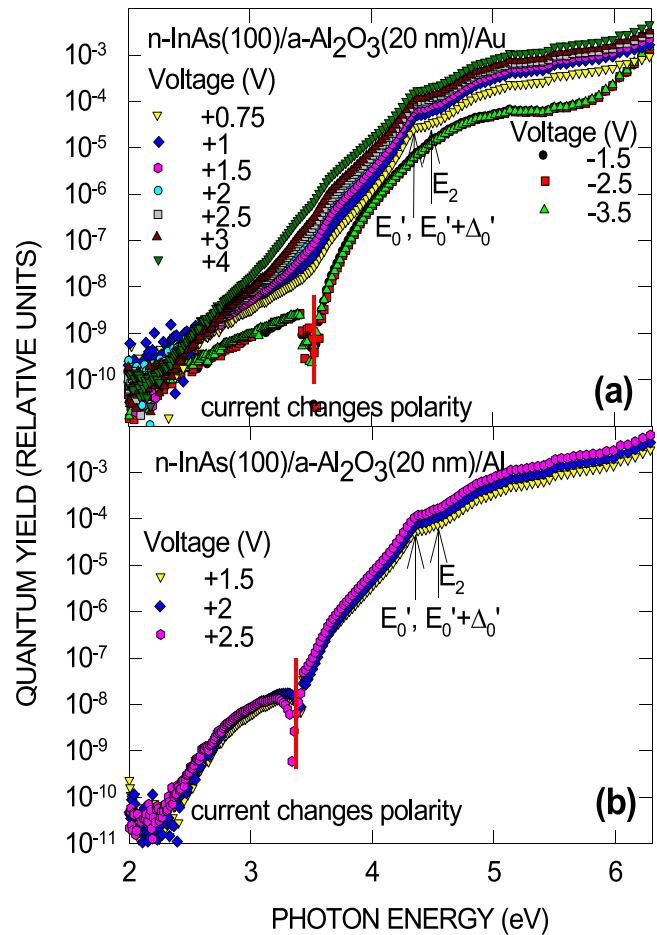 n-InAs(100)/a-Al₂O₃(20 nm)/Au
Voltage (V)
+0.75
+1
+1.5
+2
+2.5
+3
+4
Voltage (V)
-1.5
-2.5
-3.5
E₂
E₀', E₀'+Δ₀'
current changes polarity
(a)
10⁻³
10⁻⁴
10⁻⁵
10⁻⁶
10⁻⁷
10⁻⁸
10⁻⁹
10⁻¹⁰
QUANTUM YIELD (RELATIVE UNITS)
n-InAs(100)/a-Al₂O₃(20 nm)/Al
Voltage (V)
+1.5
+2
+2.5
E₂
E₀', E₀'+Δ₀'
current changes polarity
(b)
10⁻³
10⁻⁴
10⁻⁵
10⁻⁶
10⁻⁷
10⁻⁸
10⁻⁹
10⁻¹⁰
10⁻¹¹
2 3 4 5 6
PHOTON ENERGY (eV)